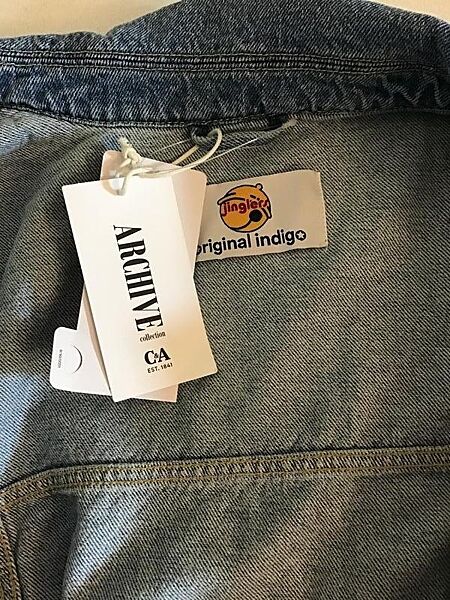 Jinglers
original indigo
ARCHIVE
collection
C&A
EST. 1841